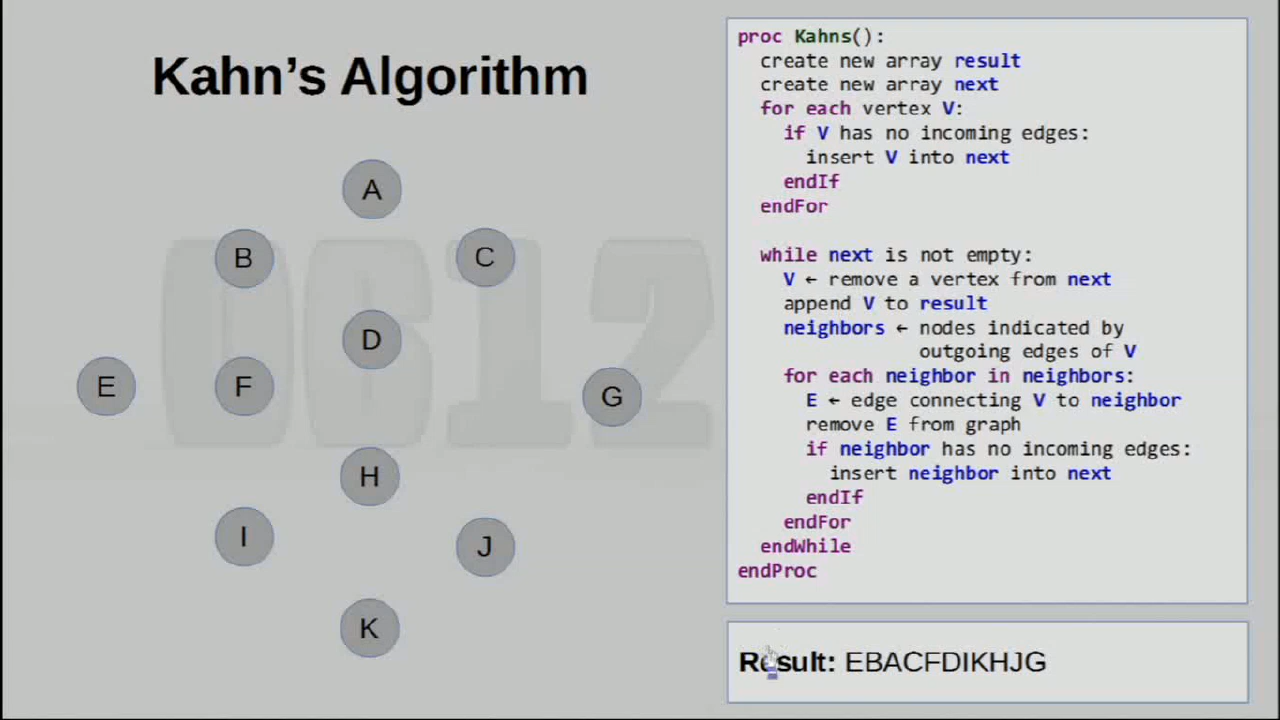 Kahn's Algorithm
A
B
C
D
E
F
G
H
I
J
K
0612
proc Kahns():
create new array result
create new array next
for each vertex V:
if V has no incoming edges:
insert V into next
endIf
endFor
while next is not empty:
V ← remove a vertex from next
append V to result
neighbors ← nodes indicated by
outgoing edges of V
for each neighbor in neighbors:
E ← edge connecting V to neighbor
remove E from graph
if neighbor has no incoming edges:
insert neighbor into next
endIf
endFor
endWhile
endProc
Result: EBACFDIKHJG